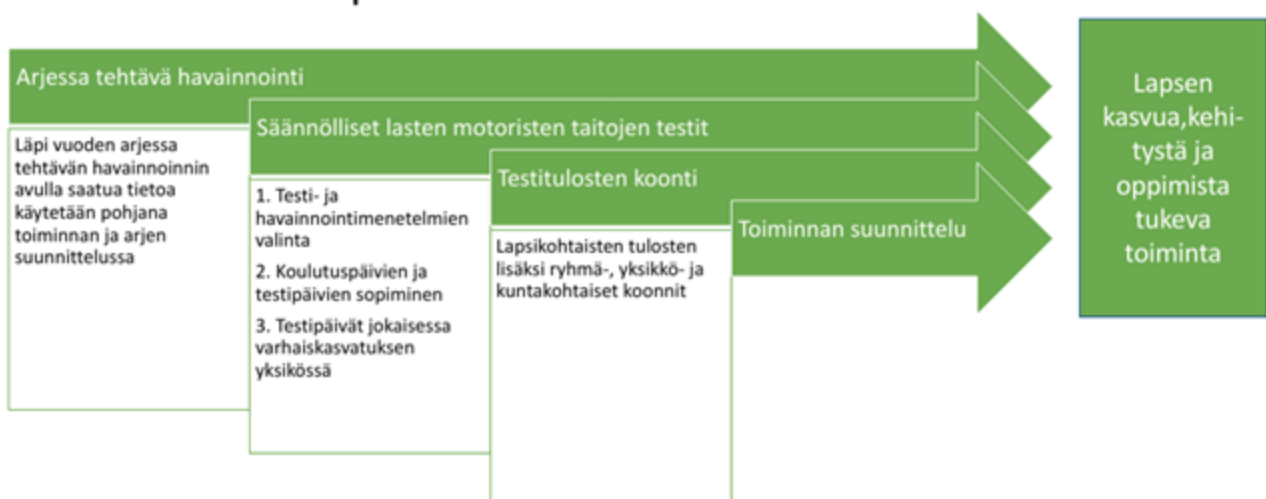 Arjessa tehtävä havainnointi
Läpi vuoden arjessa
tehtävän havainnoinnin
avulla saatua tietoa
käytetään pohjana
toiminnan ja arjen
suunnittelussa
Säännölliset lasten motoristen taitojen testit
1. Testi- ja
havainnointimenetelmien
valinta
2. Koulutuspäivien ja
testipäivien sopiminen
3. Testipäivät jokaisessa
varhaiskasvatuksen
yksikössä
Testitulosten koonti
Lapsikohtaisten tulosten
lisäksi ryhmä-, yksikkö- ja
kuntakohtaiset koonnit
Toiminnan suunnittelu
Lapsen
kasvua,kehi-
tystä ja
oppimista
tukeva
toiminta